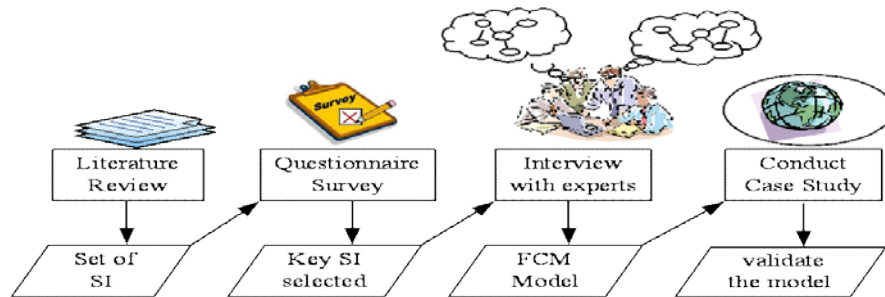 Survey
Literature
Review
Questionnaire
Survey
Interview
with experts
Conduct
Case Study
Set of
SI
Key SI
selected
FCM
Model
validate
the model